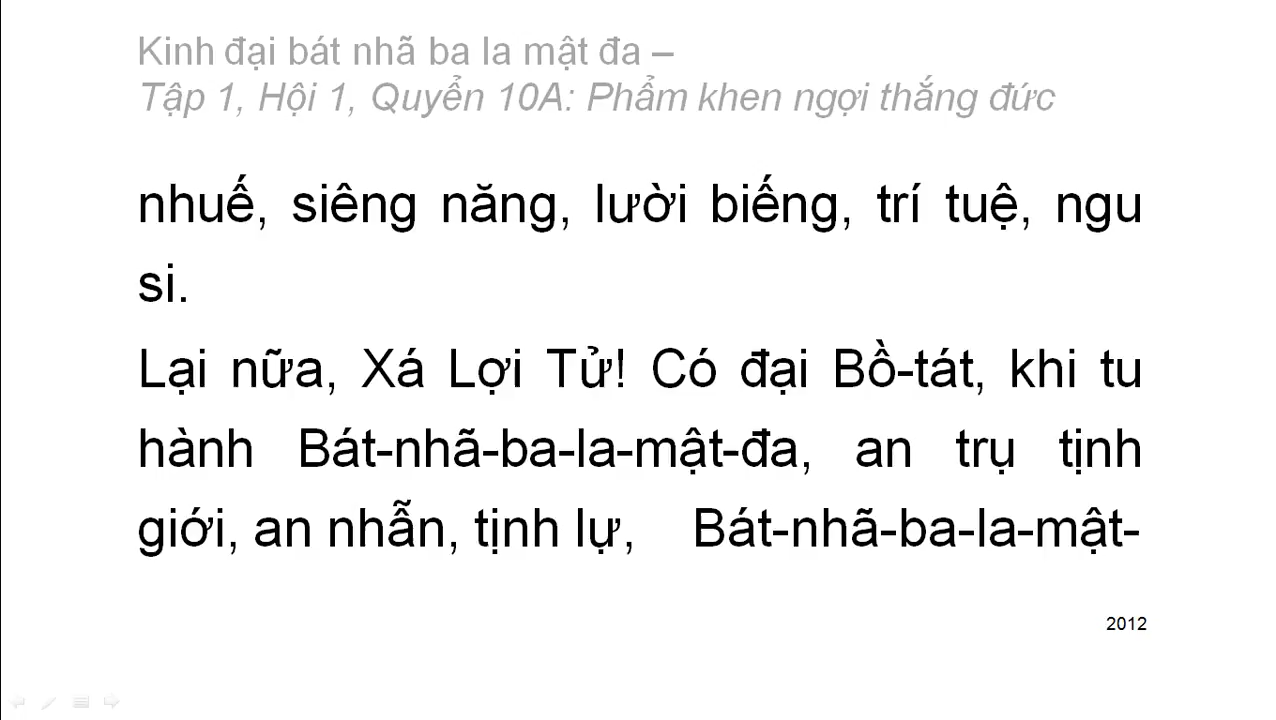 Kinh đại bát nhã ba la mật đa –
Tập 1, Hội 1, Quyển 10A: Phẩm khen ngợi thắng đức
nhuế, siêng năng, lười biếng, trí tuệ, ngu
si.
Lại nữa, Xá Lợi Tử! Có đại Bồ-tát, khi tu
hành Bát-nhã-ba-la-mật-đa, an trụ tịnh
giới, an nhẫn, tịnh lự, Bát-nhã-ba-la-mật-
2012